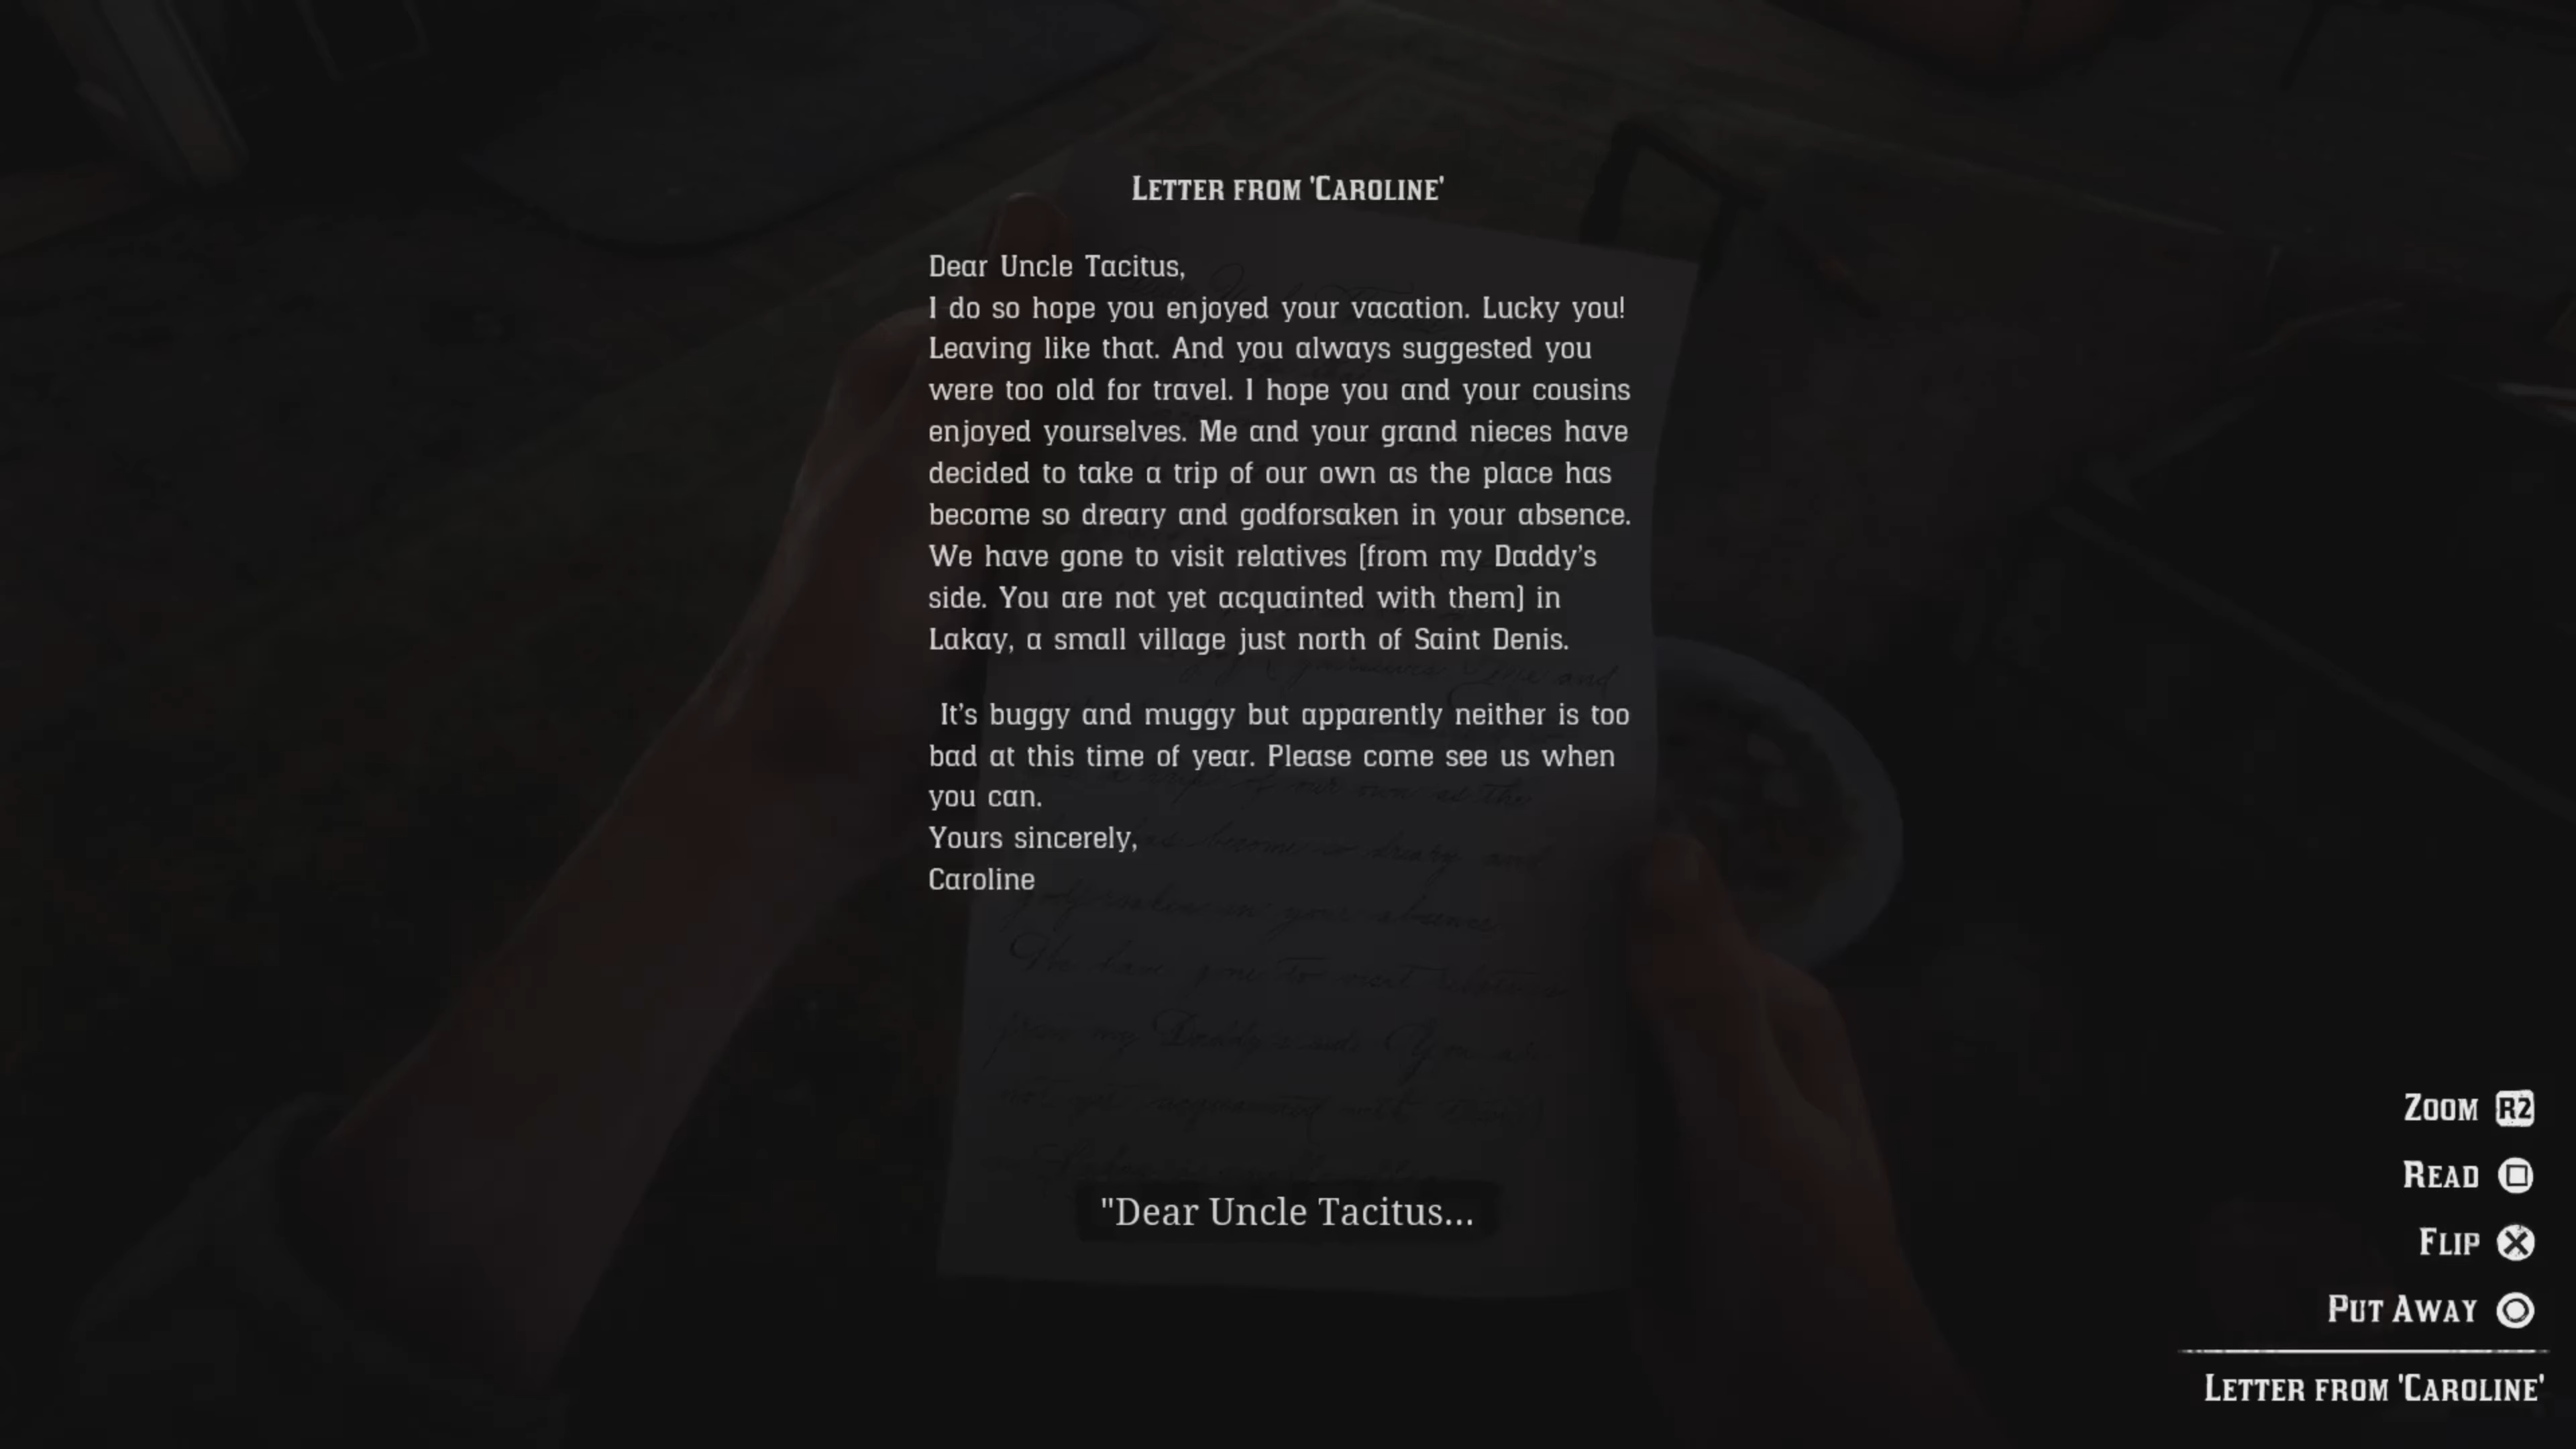 Letter from 'Caroline'
Dear Uncle Tacitus,
I do so hope you enjoyed your vacation. Lucky you!
Leaving like that. And you always suggested you
were too old for travel. I hope you and your cousins
enjoyed yourselves. Me and your grand nieces have
decided to take a trip of our own as the place has
become so dreary and godforsaken in your absence.
We have gone to visit relatives (from my Daddy's
side. You are not yet acquainted with them) in
Lakay, a small village just north of Saint Denis.
It's buggy and muggy but apparently neither is too
bad at this time of year. Please come see us when
you can.
Yours sincerely,
Caroline
"Dear Uncle Tacitus...
Zoom R2
Read
Flip
Put Away
Letter from 'Caroline'